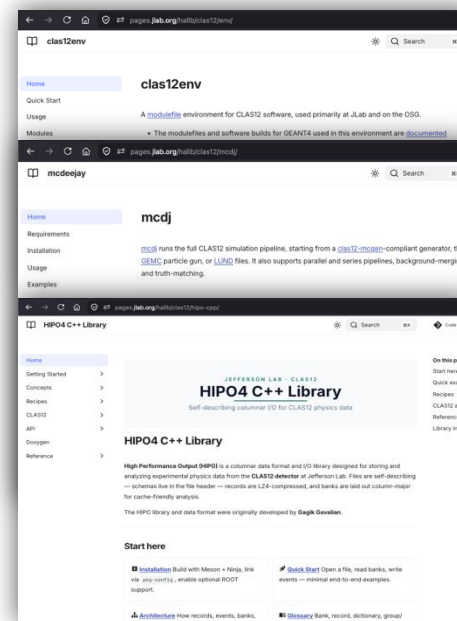 pages.jlab.org/hallb/clas12/env/
clas12env
Search
Home
Quick Start
Usage
Modules
clas12env
A modulefile environment for CLAS12 software, used primarily at JLab and on the OSG.
• The modulefiles and software builds for GEANT4 used in this environment are documented
pages.jlab.org/hallb/clas12/mcdj/
mcdeejay
Search
Home
Requirements
Installation
Usage
Examples
mcdj
mcdj runs the full CLAS12 simulation pipeline, starting from a clas12-mcgen-compliant generator, t
GEMC particle gun, or LUND files. It also supports parallel and series pipelines, background-mergi
and truth-matching.
pages.jlab.org/hallb/clas12/hipo-cpp/
HIPO4 C++ Library
Search
Code
Home
Getting Started
Concepts
Recipes
CLAS12
API
Doxygen
Reference
JEFFERSON LAB · CLAS12
HIPO4 C++ Library
Self-describing columnar I/O for CLAS12 physics data
HIPO4 C++ Library
High Performance Output (HIPO) is a columnar data format and I/O library designed for storing and
analyzing experimental physics data from the CLAS12 detector at Jefferson Lab. Files are self-describing
— schemas live in the file header — records are LZ4-compressed, and banks are laid out column-major
for cache-friendly analysis.
The HIPO library and data format were originally developed by Gagik Gavalian.
Start here
Installation Build with Meson + Ninja, link
via pkg-config, enable optional ROOT
support.
Quick Start Open a file, read banks, write
events — minimal end-to-end examples.
Architecture How records, events, banks,
Glossary Bank, record, dictionary, group/
On this p
Start here
Quick exa
Recipes
CLAS12 a
Reference
Library in